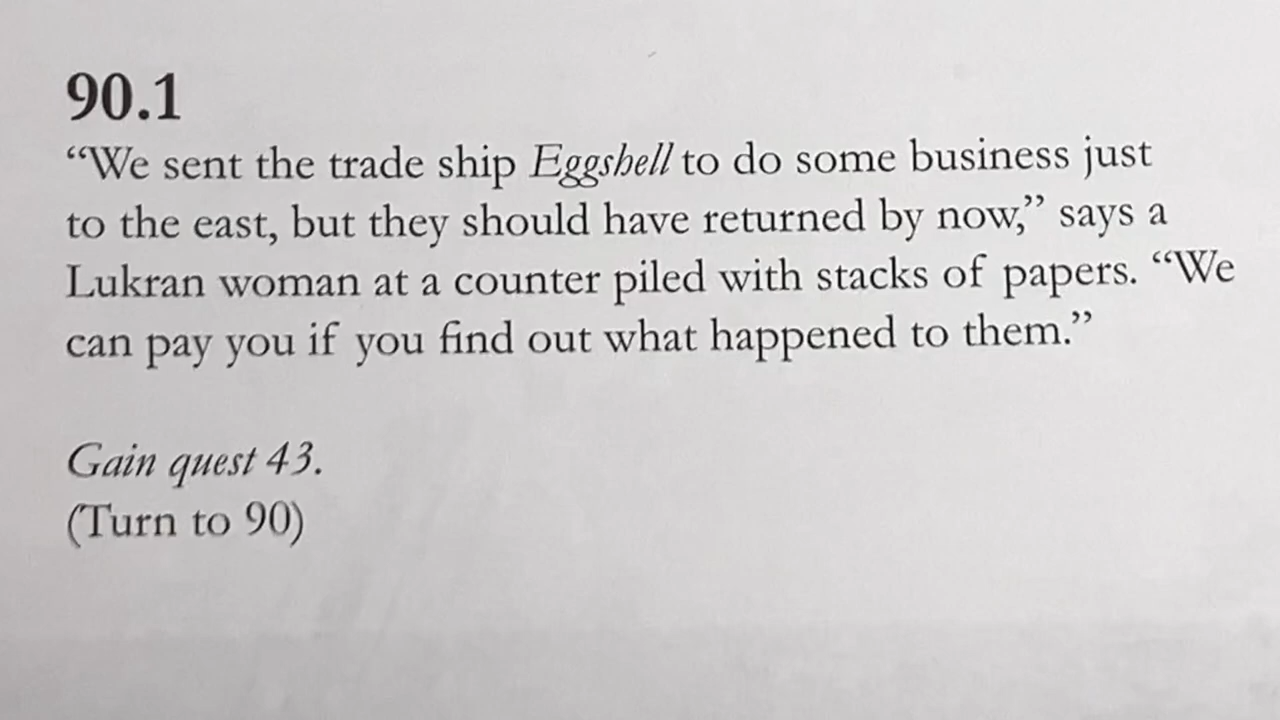 90.1
“We sent the trade ship Eggshell to do some business just
to the east, but they should have returned by now,” says a
Lukran woman at a counter piled with stacks of papers. “We
can pay you if you find out what happened to them.”
Gain quest 43.
(Turn to 90)